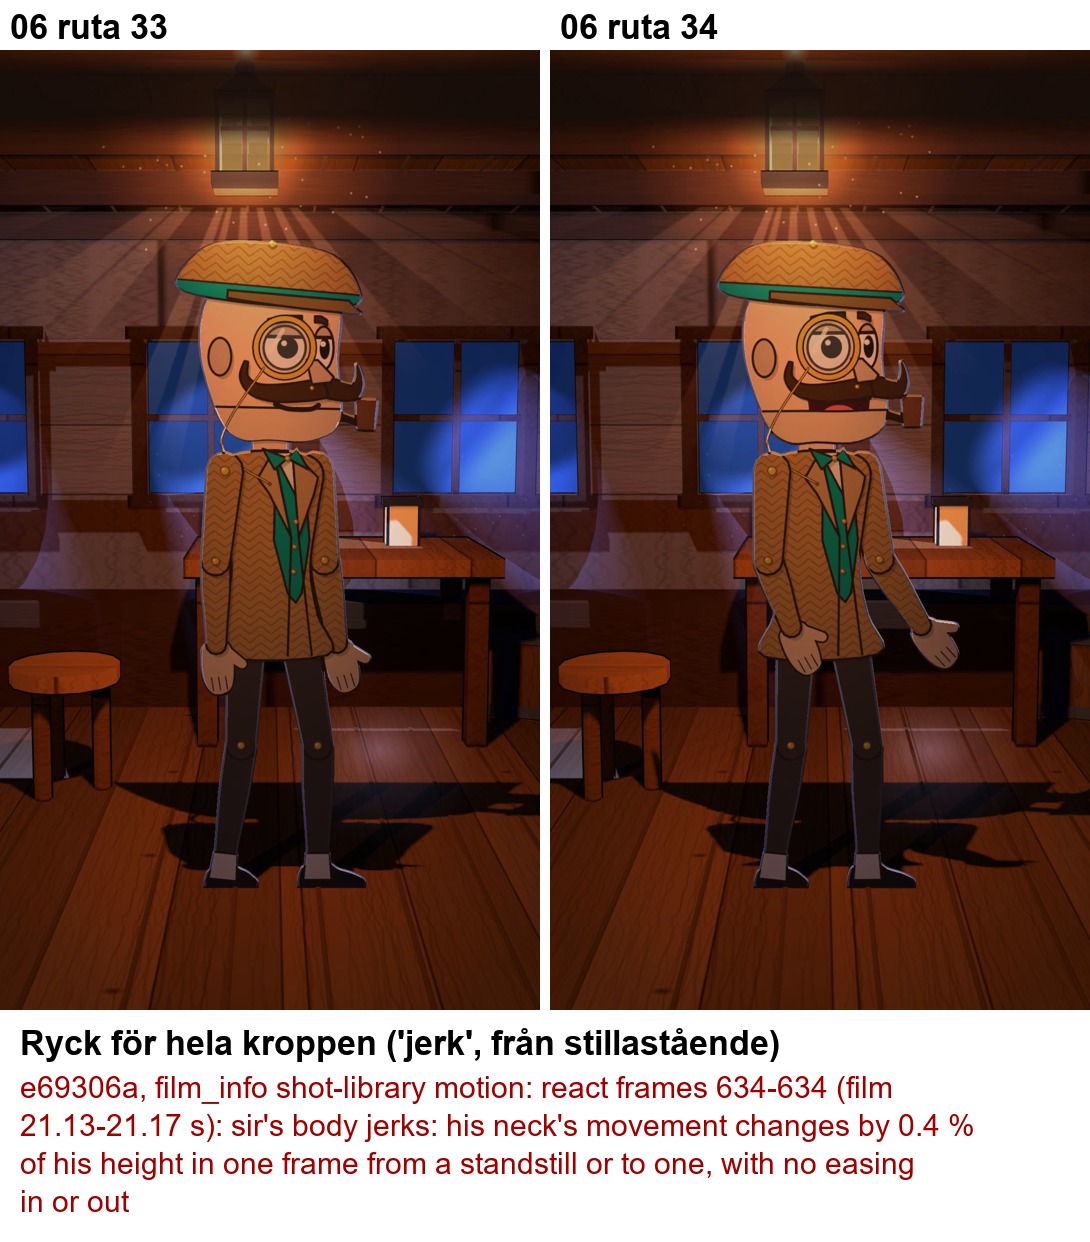 06 ruta 33
06 ruta 34
Ryck för hela kroppen ('jerk', från stillastående)
e69306a, film_info shot-library motion: react frames 634-634 (film
21.13-21.17 s): sir's body jerks: his neck's movement changes by 0.4 %
of his height in one frame from a standstill or to one, with no easing
in or out